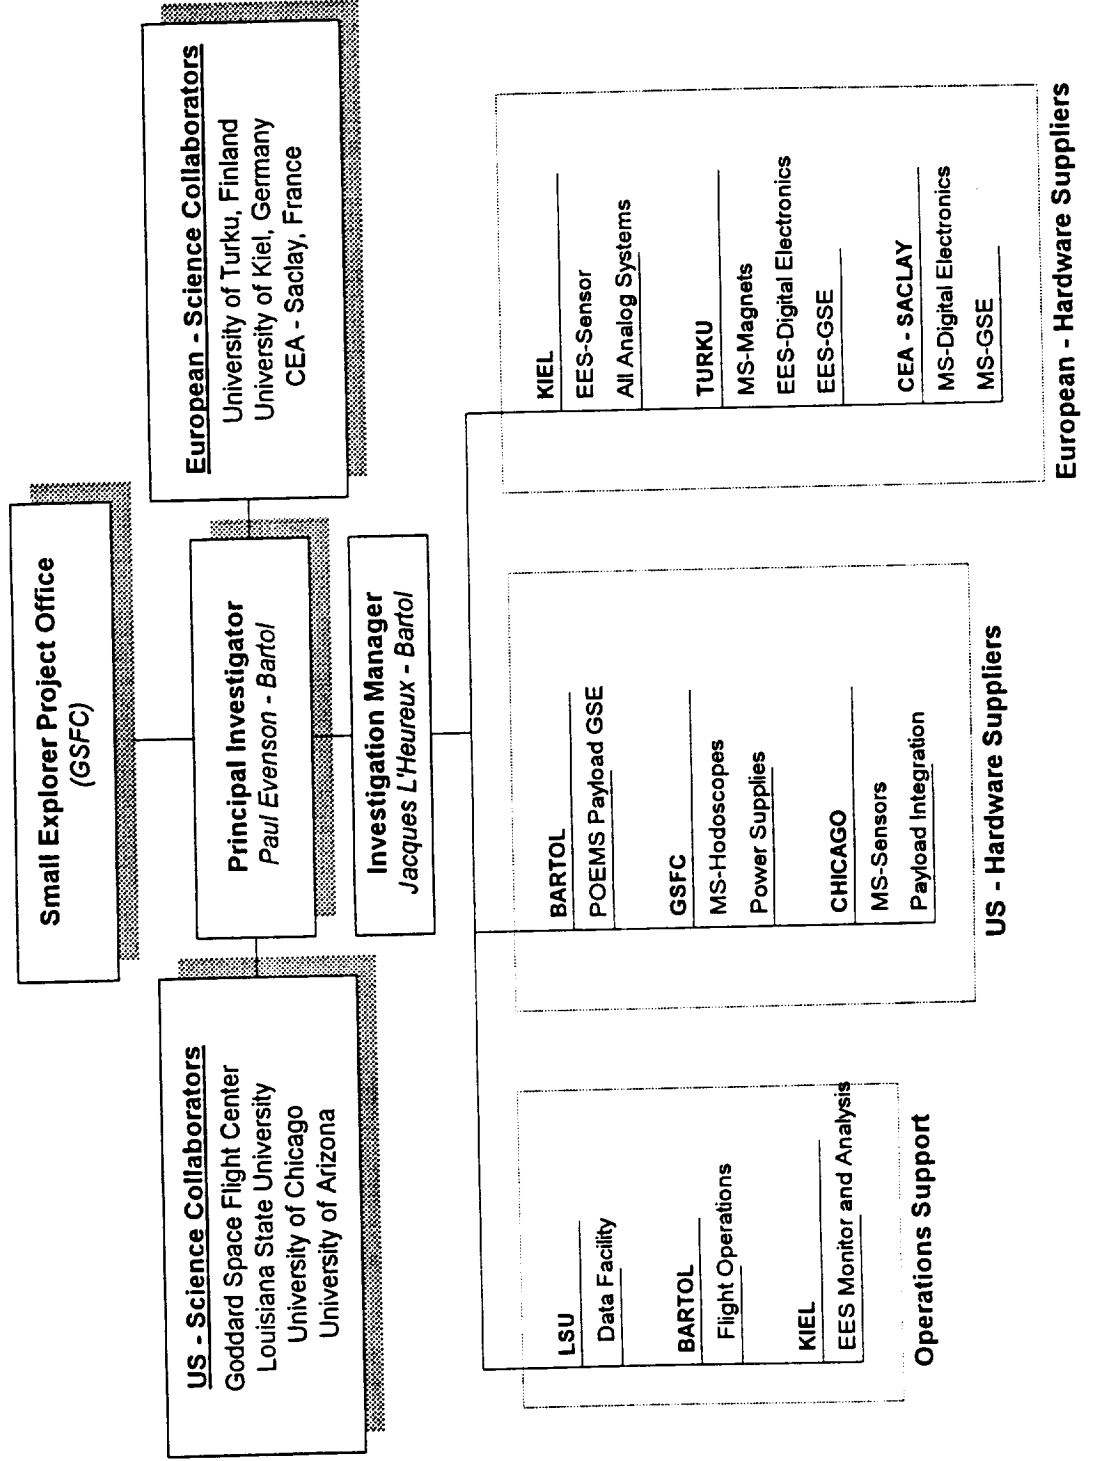 Small Explorer Project Office
(GSFC)
US - Science Collaborators
Goddard Space Flight Center
Louisiana State University
University of Chicago
University of Arizona
Principal Investigator
Paul Evenson - Bartol
European - Science Collaborators
University of Turku, Finland
University of Kiel, Germany
CEA - Saclay, France
Investigation Manager
Jacques L'Heureux - Bartol
LSU
Data Facility
BARTOL
Flight Operations
KIEL
EES Monitor and Analysis
Operations Support
BARTOL
POEMS Payload GSE
GSFC
MS-Hodoscopes
Power Supplies
CHICAGO
MS-Sensors
Payload Integration
US - Hardware Suppliers
KIEL
EES-Sensor
All Analog Systems
TURKU
MS-Magnets
EES-Digital Electronics
EES-GSE
CEA - SACLAY
MS-Digital Electronics
MS-GSE
European - Hardware Suppliers